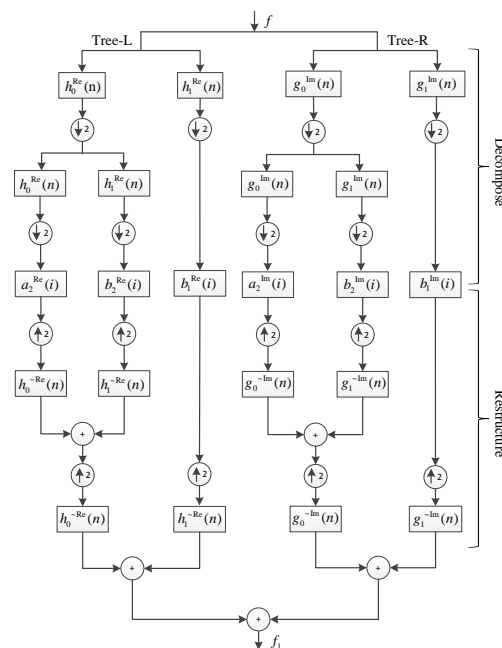 f
Tree-L Tree-R
h₀ᴿᵉ(n) h₁ᴿᵉ(n) g₀ᴵᵐ(n) g₁ᴵᵐ(n)
↓2 ↓2 ↓2 ↓2
Decompose
h₀ᴿᵉ(n) h₁ᴿᵉ(n) g₀ᴵᵐ(n) g₁ᴵᵐ(n)
↓2 ↓2 ↓2 ↓2
a₂ᴿᵉ(i) b₂ᴿᵉ(i) b₁ᴿᵉ(i) a₂ᴵᵐ(i) b₂ᴵᵐ(i) b₁ᴵᵐ(i)
↑2 ↑2 ↑2 ↑2
h₀~ᴿᵉ(n) h₁~ᴿᵉ(n) g₀~ᴵᵐ(n) g₁~ᴵᵐ(n)
Restructure
+ +
↑2 ↑2 ↑2 ↑2
h₀~ᴿᵉ(n) h₁~ᴿᵉ(n) g₀~ᴵᵐ(n) g₁~ᴵᵐ(n)
+ +
+
f₁